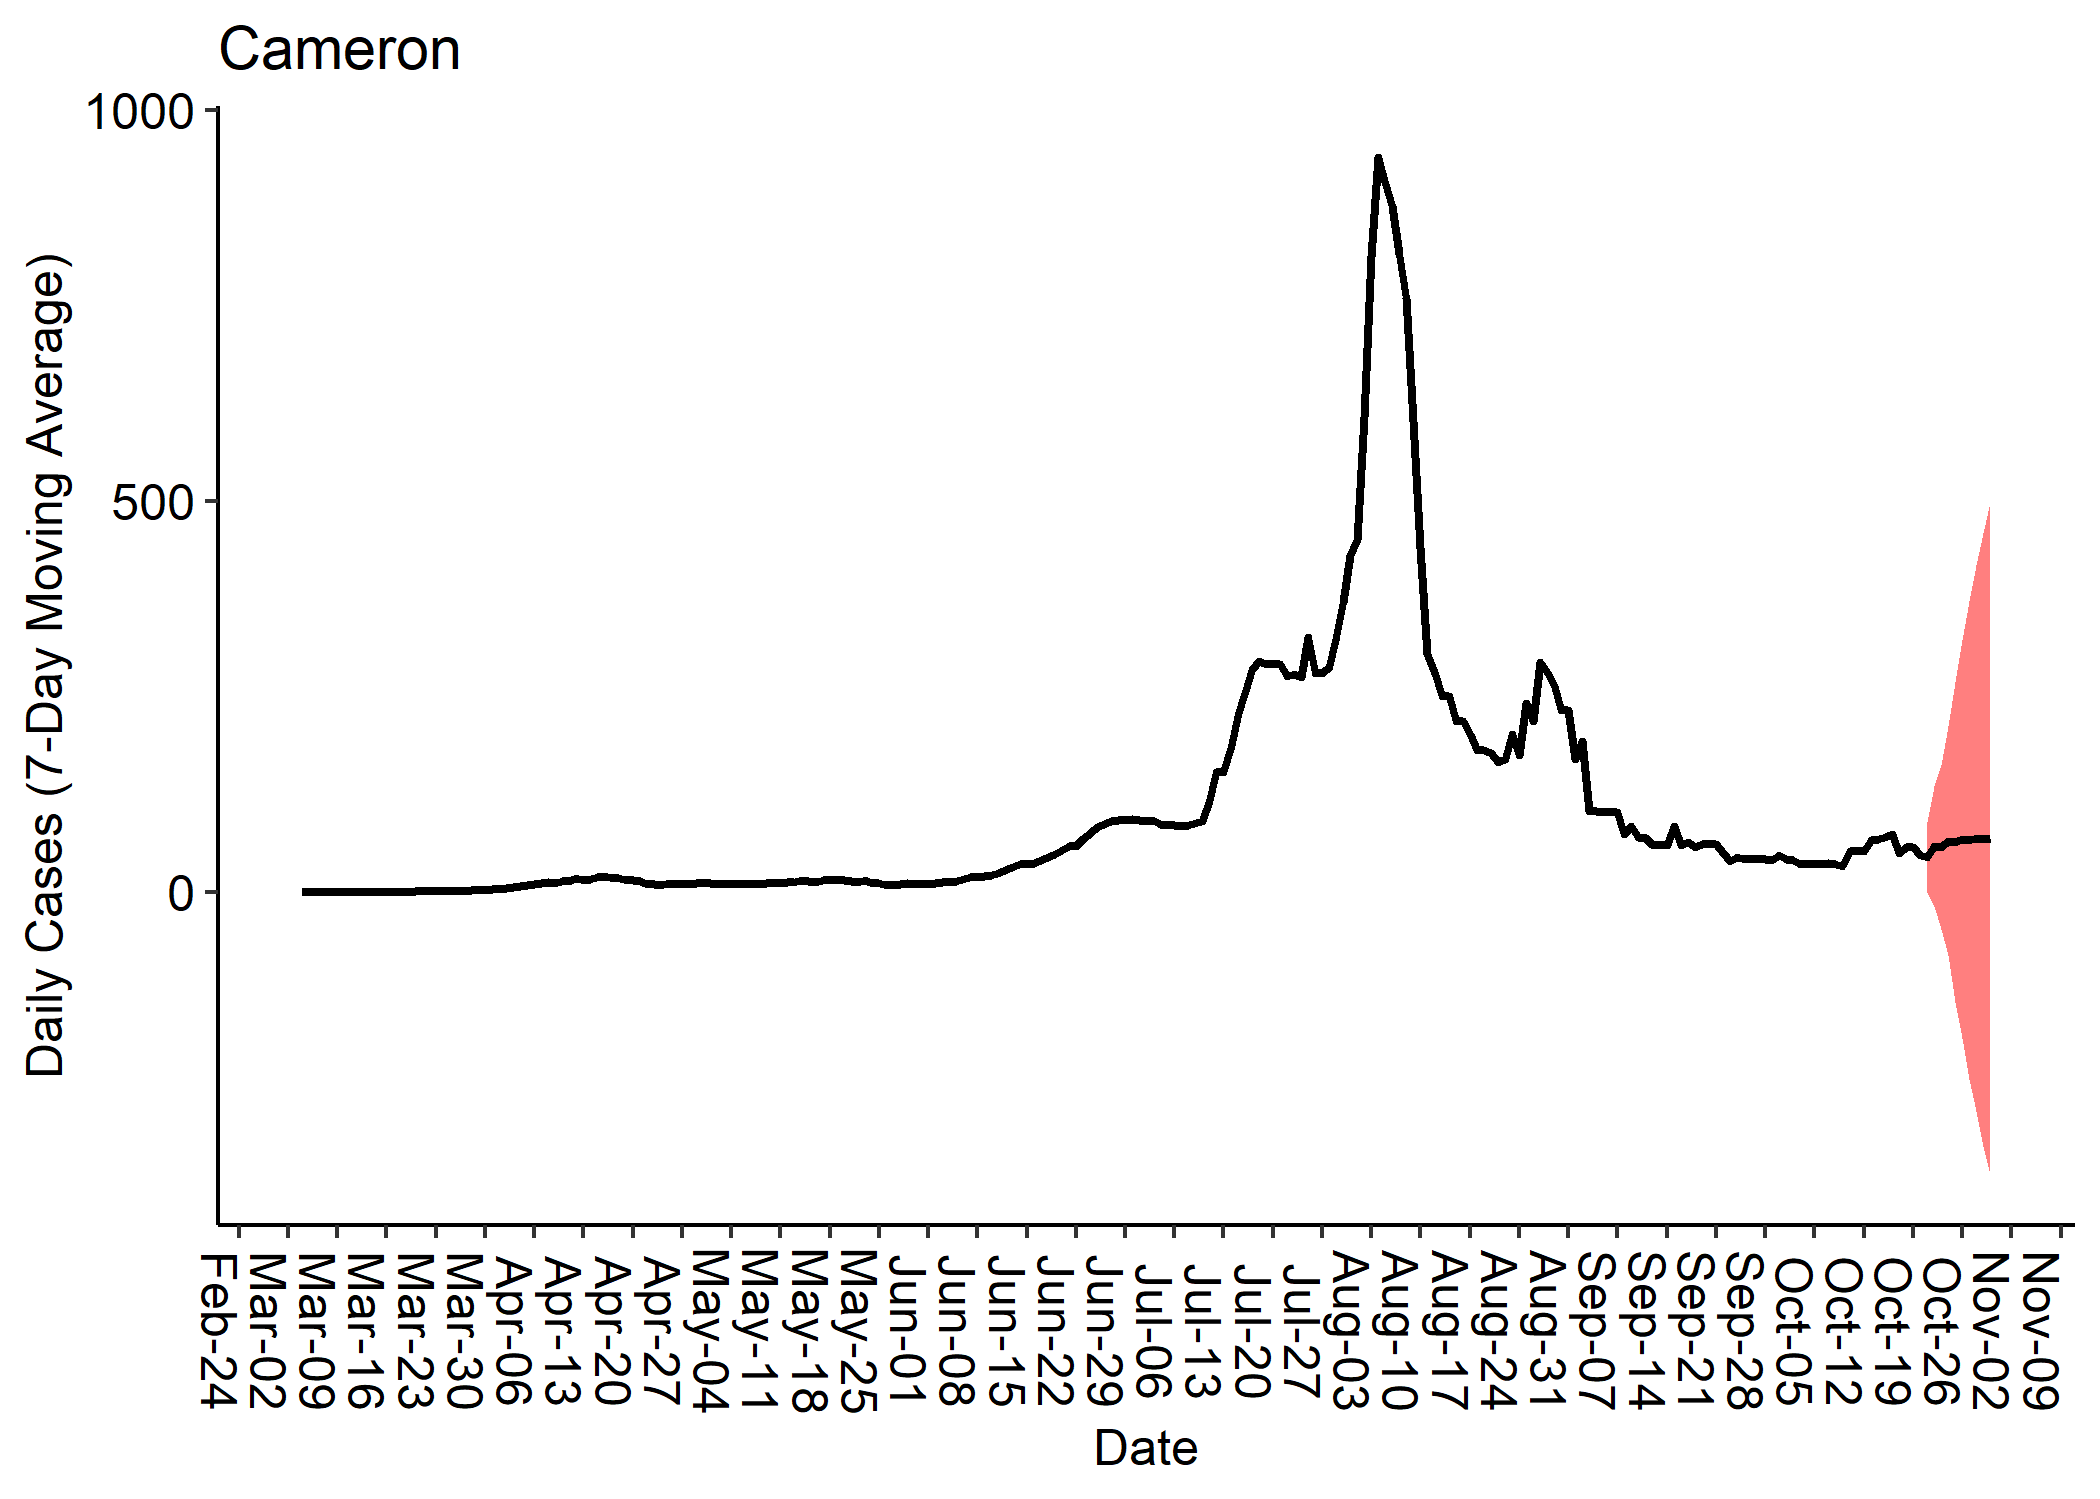 Cameron
Daily Cases (7-Day Moving Average)
1000
500
0
Feb-24
Mar-02
Mar-09
Mar-16
Mar-23
Mar-30
Apr-06
Apr-13
Apr-20
Apr-27
May-04
May-11
May-18
May-25
Jun-01
Jun-08
Jun-15
Jun-22
Jun-29
Jul-06
Jul-13
Jul-20
Jul-27
Aug-03
Aug-10
Aug-17
Aug-24
Aug-31
Sep-07
Sep-14
Sep-21
Sep-28
Oct-05
Oct-12
Oct-19
Oct-26
Nov-02
Nov-09
Date